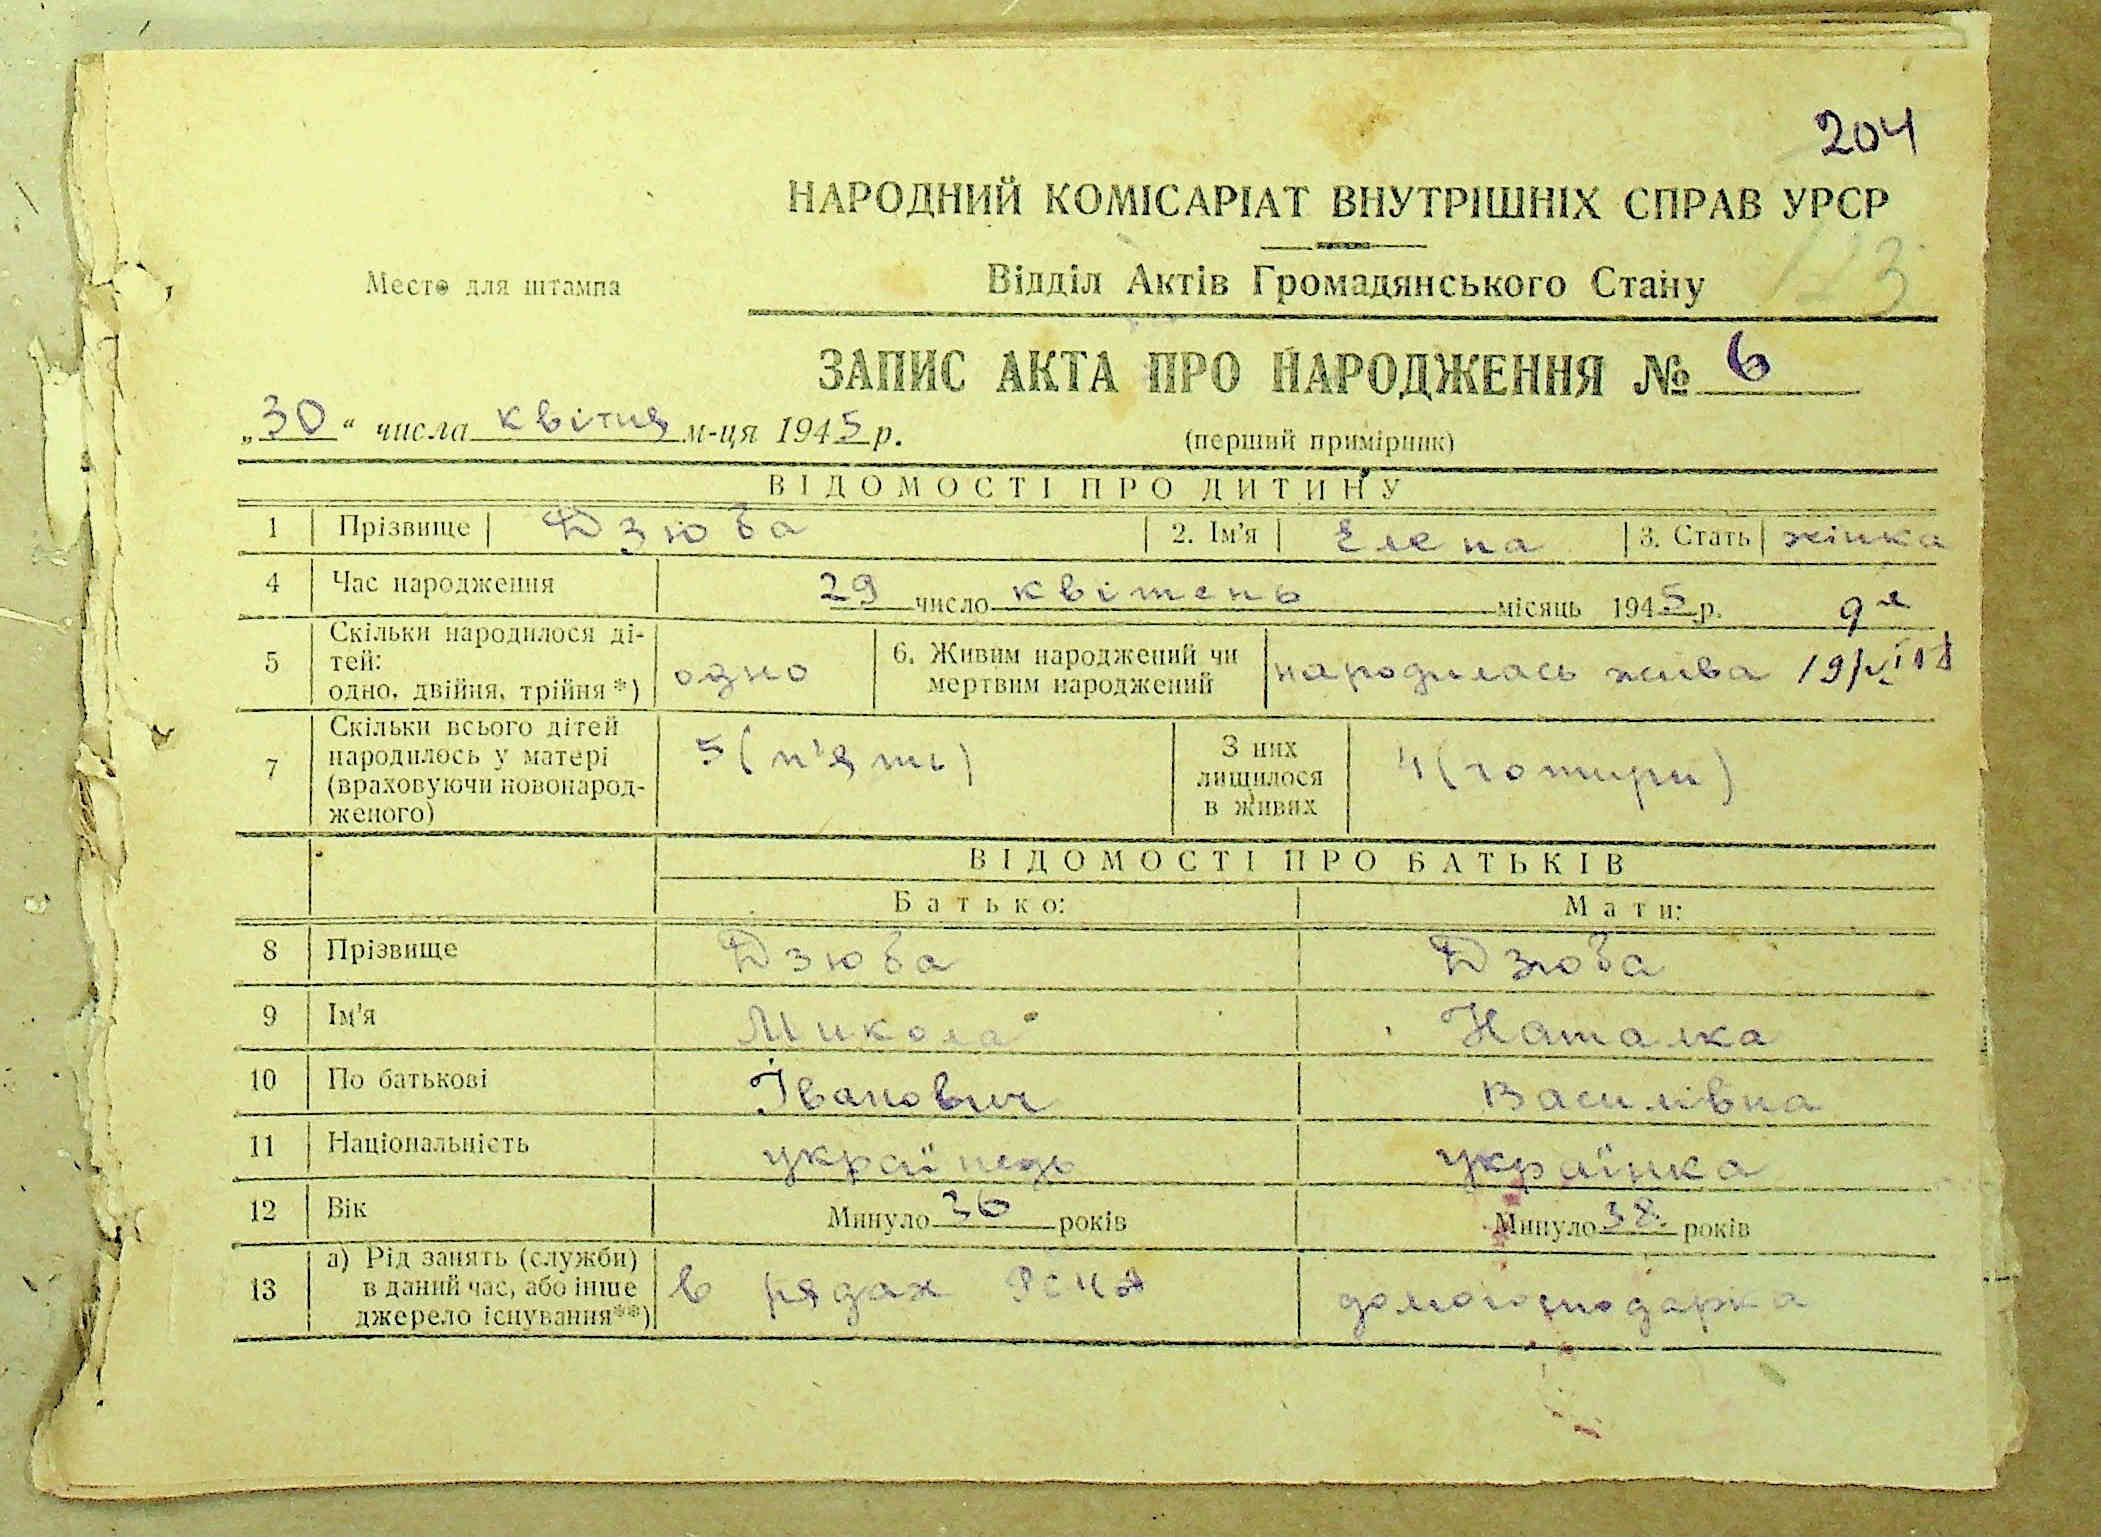 204
НАРОДНИЙ КОМІСАРІАТ ВНУТРІШНІХ СПРАВ УРСР
Место для штампа
Відділ Актів Громадянського Стану
ЗАПИС АКТА ПРО НАРОДЖЕННЯ № 6
„30“ числа квітня м-ця 1945 р. (перший примірник)
ВІДОМОСТІ ПРО ДИТИНУ
1 Прізвище Дзюба 2. Ім'я Елена 3. Стать жінка
4 Час народження 29 число квітень місяць 1945 р.
5 Скільки народилося ді-
тей:
одно, двійня, трійня *) одно
6. Живим народжений чи
мертвим народжений народилась жива
7 Скільки всього дітей
народилось у матері
(враховуючи новонарод-
женого) 5 (п'ять)
З них
лищилося
в живих 4 (чотири)
ВІДОМОСТІ ПРО БАТЬКІВ
Батько: Мати:
8 Прізвище Дзюба Дзюба
9 Ім'я Микола Наталка
10 По батькові Іванович Василівна
11 Національність українець українка
12 Вік Минуло 36 років Минуло 38 років
13 а) Рід занять (служби)
в даний час, або інше
джерело існування**) в рядах РСЧА домогосподарка